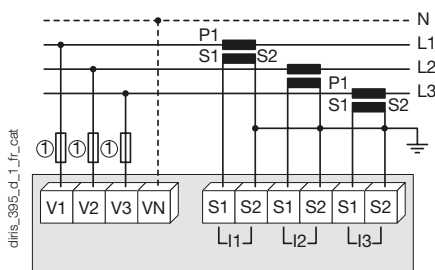 N
L1
P1
S1 S2
L2
P1
L3
S1 S2
① ① ①
V1 V2 V3 VN S1 S2 S1 S2 S1 S2
I1 I2 I3
diris_395_d_1_fr_cat